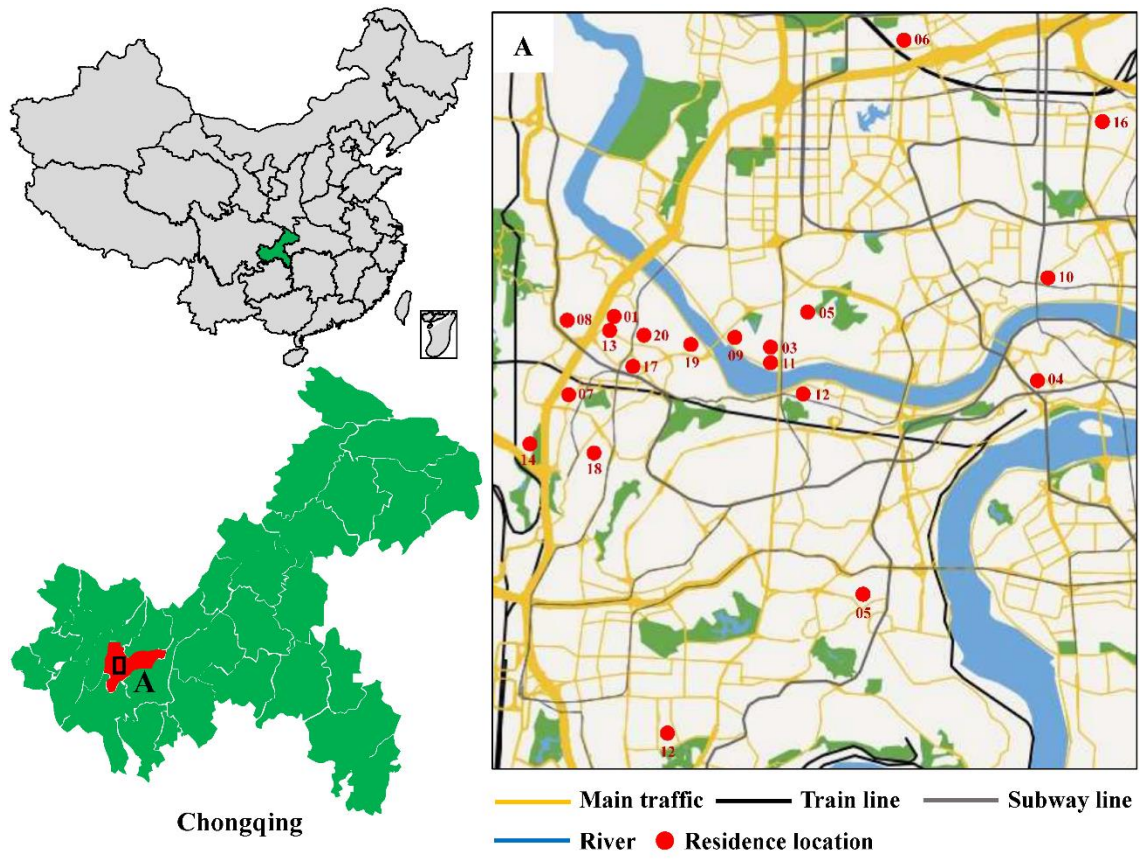 A
06
16
10
05
01
08
13
20
19
09
03
11
17
07
12
04
14
18
05
12
A
Chongqing
Main traffic
Train line
Subway line
River
Residence location